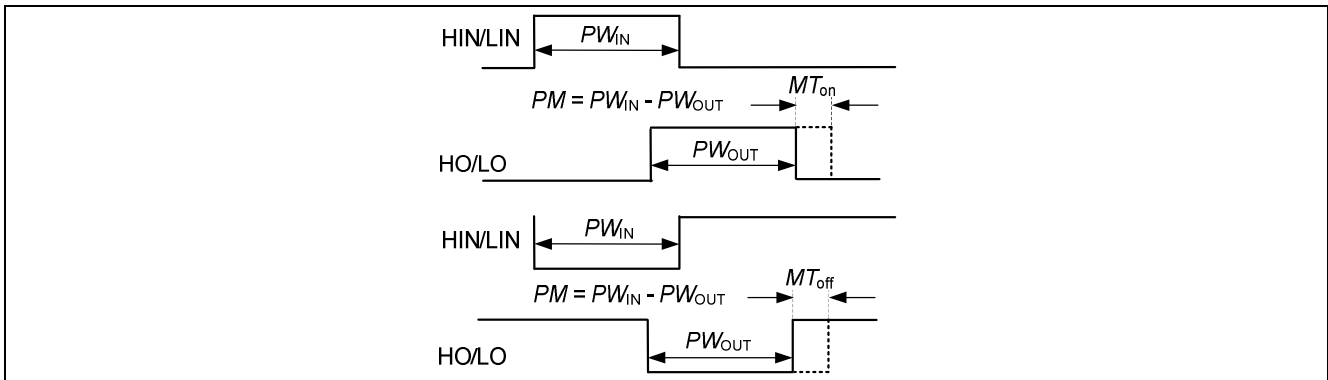 HIN/LIN
PWIN
PM = PWIN - PWOUT
MTon
HO/LO
PWOUT
HIN/LIN
PWIN
PM = PWIN - PWOUT
MToff
HO/LO
PWOUT